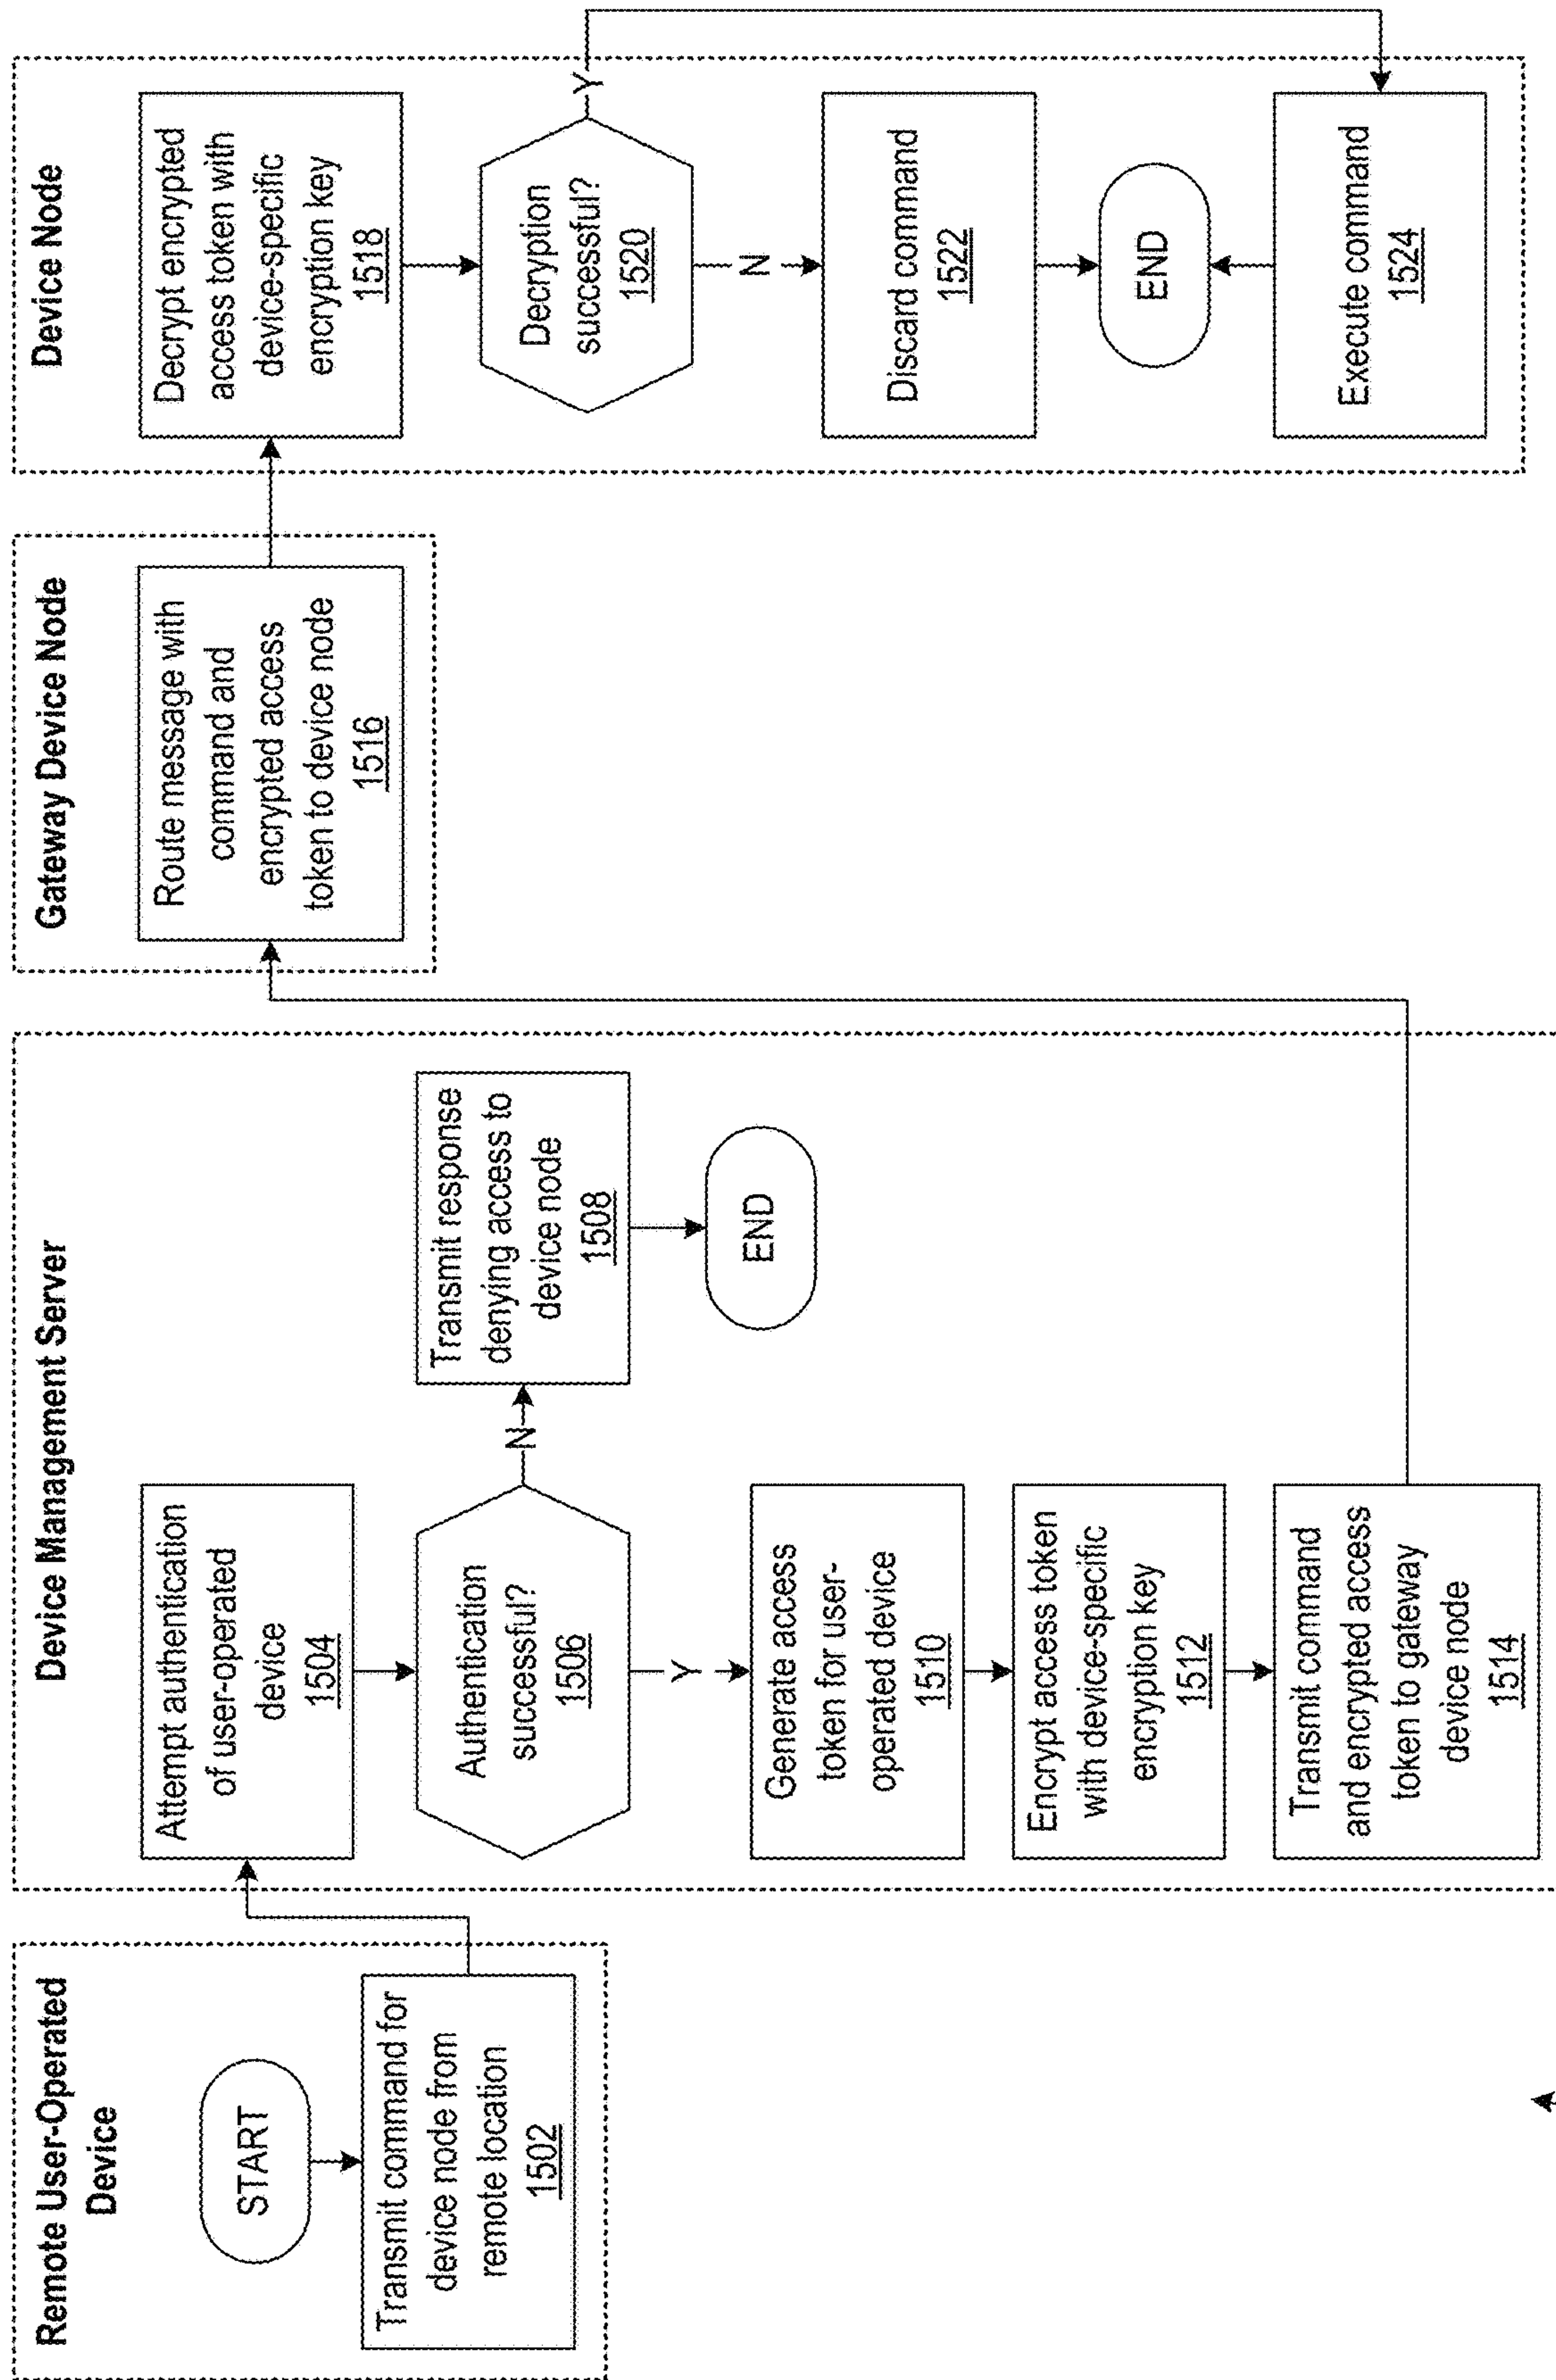 Remote User-Operated
Device
START
Transmit command for
device node from
remote location
1502
Device Management Server
Attempt authentication
of user-operated
device
1504
Authentication
successful?
1506
N
Transmit response
denying access to
device node
1508
END
Y
Generate access
token for user-
operated device
1510
Encrypt access token
with device-specific
encryption key
1512
Transmit command
and encrypted access
token to gateway
device node
1514
Gateway Device Node
Route message with
command and
encrypted access
token to device node
1516
Device Node
Decrypt encrypted
access token with
device-specific
encryption key
1518
Decryption
successful?
1520
Y
N
Discard command
1522
END
Execute command
1524